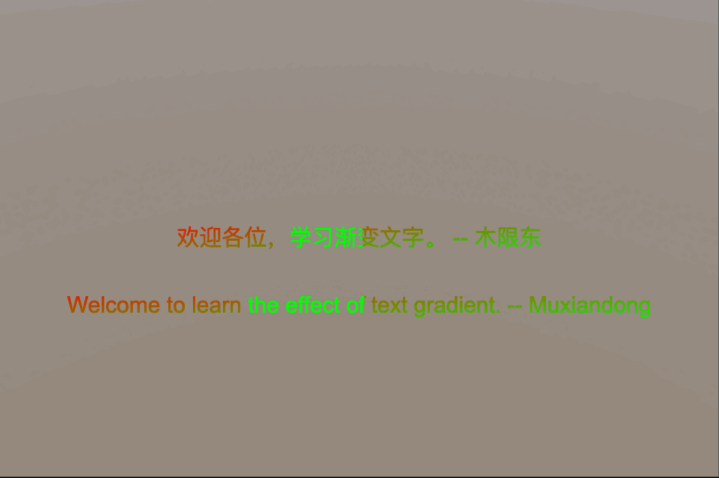 欢迎各位，学习渐变文字。 -- 木限东
Welcome to learn the effect of text gradient. -- Muxiandong